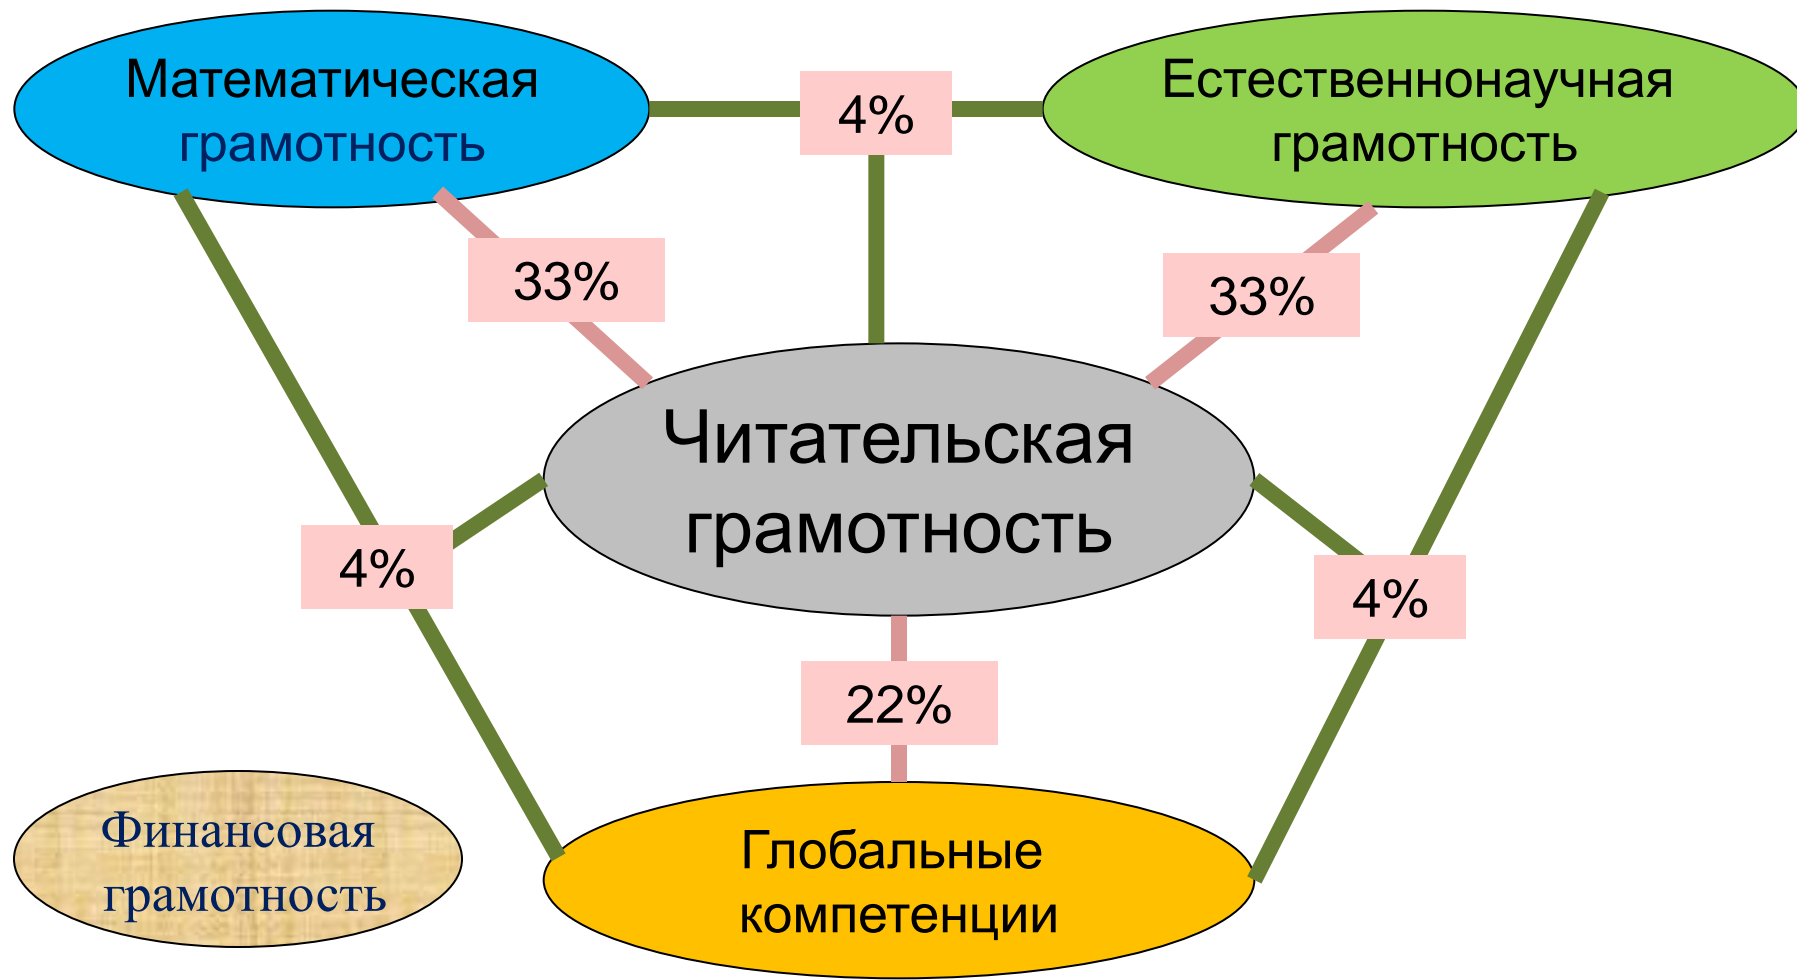 Математическая
грамотность
4%
Естественнонаучная
грамотность
33%
33%
Читательская
грамотность
4%
4%
22%
Финансовая
грамотность
Глобальные
компетенции